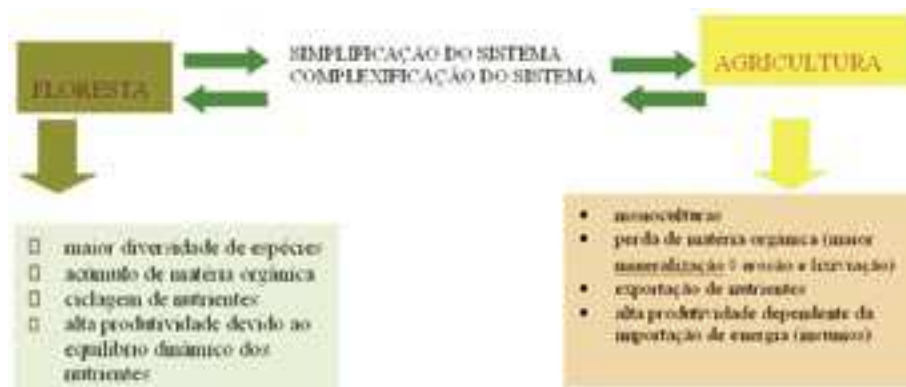 SIMPLIFICAÇÃO DO SISTEMA
COMPLEXIFICAÇÃO DO SISTEMA
FLORESTA
AGRICULTURA
maior diversidade de espécies
acúmulo de matéria orgânica
ciclagem de nutrientes
alta produtividade devido ao
equilíbrio dinâmico dos
nutrientes
• monoculturas
• perda de matéria orgânica (maior
mineralização erosão e lixiviação)
• exportação de nutrientes
• alta produtividade dependente da
importação de energia (insumos)